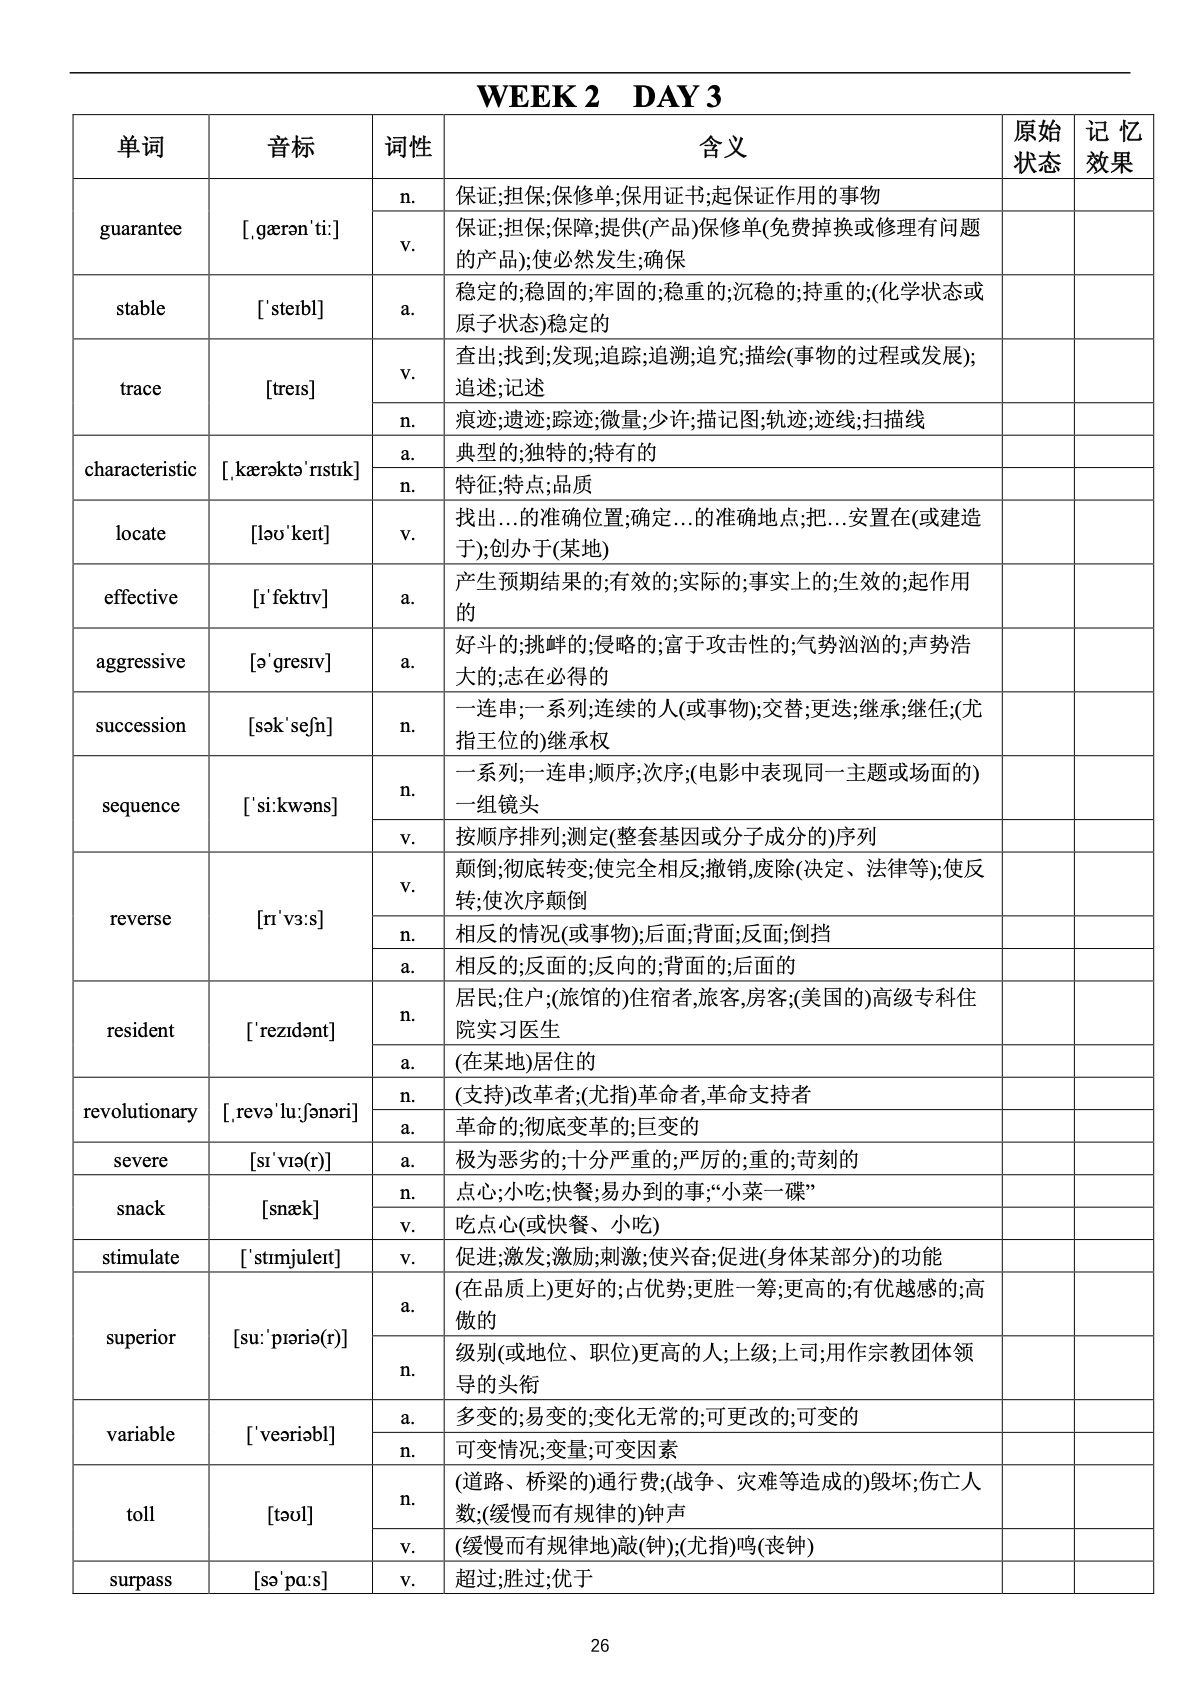 WEEK 2 DAY 3
单词 音标 词性 含义 原始状态 记忆效果
guarantee [ˌɡærənˈtiː] n. 保证;担保;保修单;保用证书;起保证作用的事物
v. 保证;担保;保障;提供(产品)保修单(免费掉换或修理有问题
的产品);使必然发生;确保
stable [ˈsteɪbl] a. 稳定的;稳固的;牢固的;稳重的;沉稳的;持重的;(化学状态或
原子状态)稳定的
trace [treɪs] v. 查出;找到;发现;追踪;追溯;追究;描绘(事物的过程或发展);
追述;记述
n. 痕迹;遗迹;踪迹;微量;少许;描记图;轨迹;迹线;扫描线
characteristic [ˌkærəktəˈrɪstɪk] a. 典型的;独特的;特有的
n. 特征;特点;品质
locate [ləʊˈkeɪt] v. 找出…的准确位置;确定…的准确地点;把…安置在(或建造
于);创办于(某地)
effective [ɪˈfektɪv] a. 产生预期结果的;有效的;实际的;事实上的;生效的;起作用
的
aggressive [əˈɡresɪv] a. 好斗的;挑衅的;侵略的;富于攻击性的;气势汹汹的;声势浩
大的;志在必得的
succession [səkˈseʃn] n. 一连串;一系列;连续的人(或事物);交替;更迭;继承;继任;(尤
指王位的)继承权
sequence [ˈsiːkwəns] n. 一系列;一连串;顺序;次序;(电影中表现同一主题或场面的)
一组镜头
v. 按顺序排列;测定(整套基因或分子成分的)序列
reverse [rɪˈvɜːs] v. 颠倒;彻底转变;使完全相反;撤销,废除(决定、法律等);使反
转;使次序颠倒
n. 相反的情况(或事物);后面;背面;反面;倒挡
a. 相反的;反面的;反向的;背面的;后面的
resident [ˈrezɪdənt] n. 居民;住户;(旅馆的)住宿者,旅客,房客;(美国的)高级专科住
院实习医生
a. (在某地)居住的
revolutionary [ˌrevəˈluːʃənəri] n. (支持)改革者;(尤指)革命者,革命支持者
a. 革命的;彻底变革的;巨变的
severe [sɪˈvɪə(r)] a. 极为恶劣的;十分严重的;严厉的;重的;苛刻的
snack [snæk] n. 点心;小吃;快餐;易办到的事;“小菜一碟”
v. 吃点心(或快餐、小吃)
stimulate [ˈstɪmjuleɪt] v. 促进;激发;激励;刺激;使兴奋;促进(身体某部分)的功能
superior [suːˈpɪəriə(r)] a. (在品质上)更好的;占优势;更胜一筹;更高的;有优越感的;高
傲的
n. 级别(或地位、职位)更高的人;上级;上司;用作宗教团体领
导的头衔
variable [ˈveəriəbl] a. 多变的;易变的;变化无常的;可更改的;可变的
n. 可变情况;变量;可变因素
toll [təʊl] n. (道路、桥梁的)通行费;(战争、灾难等造成的)毁坏;伤亡人
数;(缓慢而有规律的)钟声
v. (缓慢而有规律地)敲(钟);(尤指)鸣(丧钟)
surpass [səˈpɑːs] v. 超过;胜过;优于
26